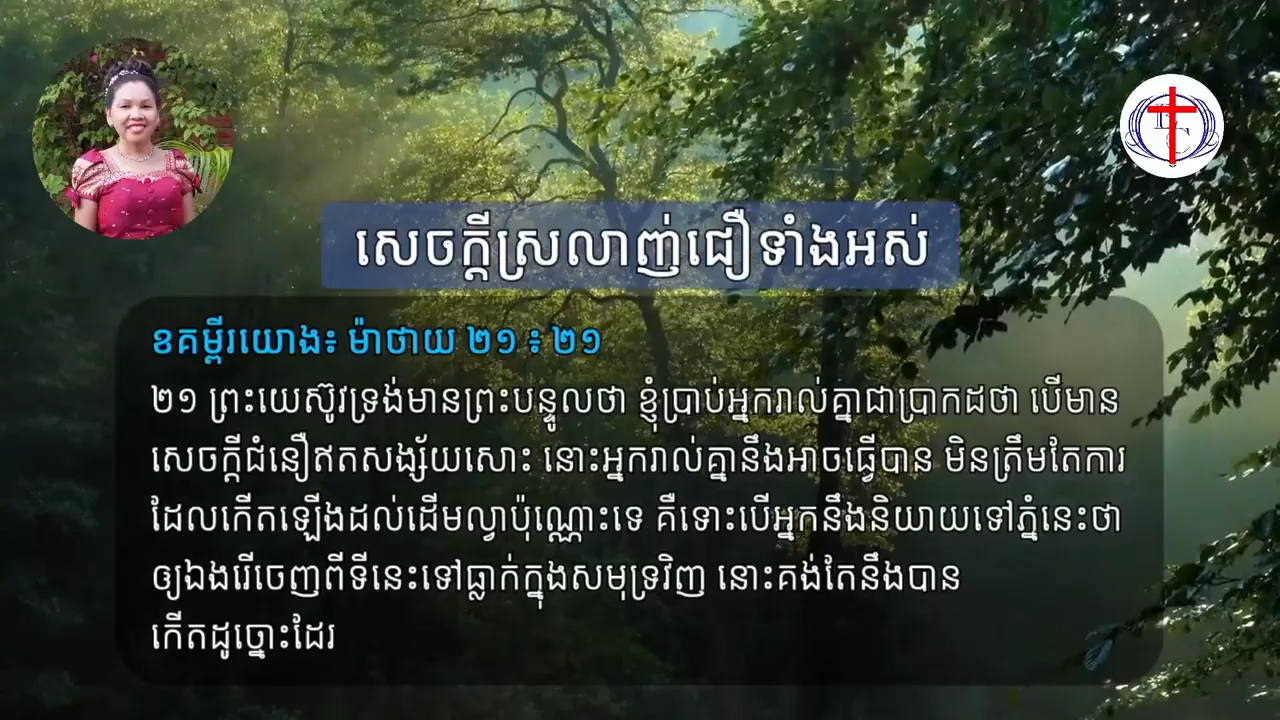 សេចក្ដីស្រលាញ់ជឿទាំងអស់
ខគម្ពីរយោង៖ ម៉ាថាយ ២១ ៖ ២១
២១ ព្រះយេស៊ូវទ្រង់មានព្រះបន្ទូលថា ខ្ញុំប្រាប់អ្នករាល់គ្នាជាប្រាកដថា បើមាន
សេចក្ដីជំនឿឥតសង្ស័យសោះ នោះអ្នករាល់គ្នានឹងអាចធ្វើបាន មិនត្រឹមតែការ
ដែលកើតឡើងដល់ដើមល្វាប៉ុណ្ណោះទេ គឺទោះបើអ្នកនឹងនិយាយទៅភ្នំនេះថា
ឲ្យឯងរើចេញពីទីនេះទៅធ្លាក់ក្នុងសមុទ្រវិញ នោះគង់តែនឹងបាន
កើតដូច្នោះដែរ